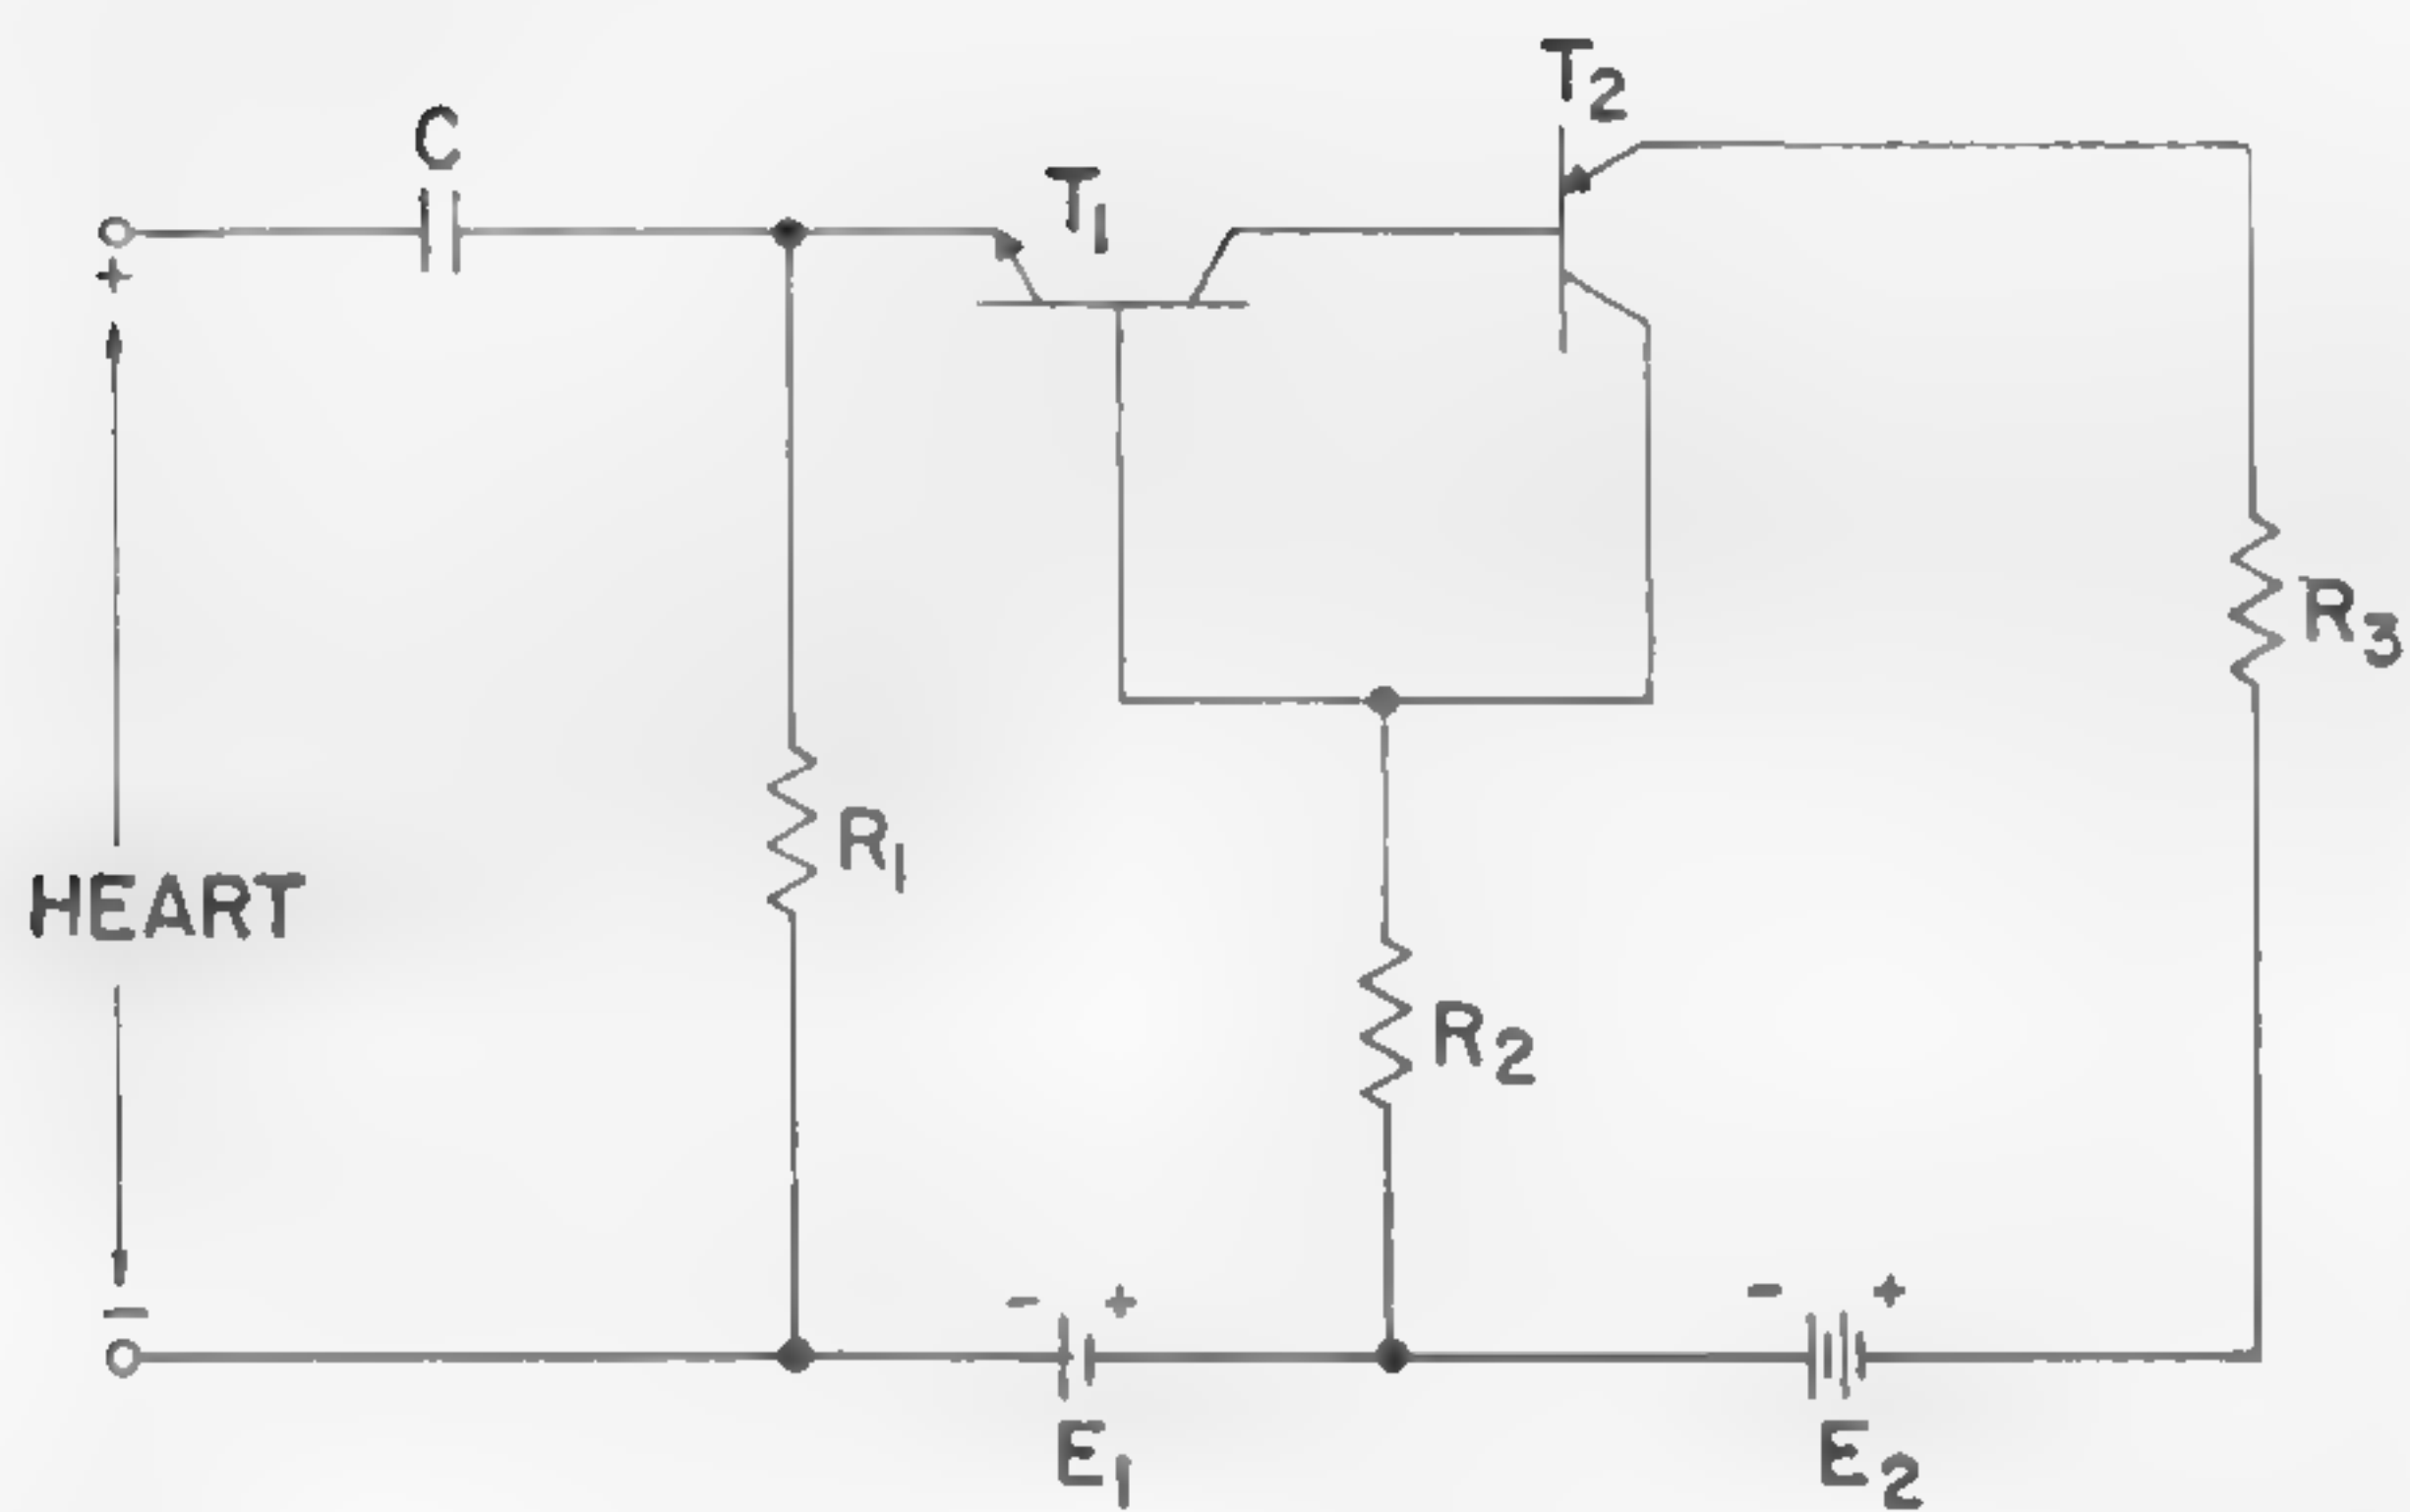 T2
C
T1
+
R3
R1
HEART
R2
- +
- +
−
E1
E2